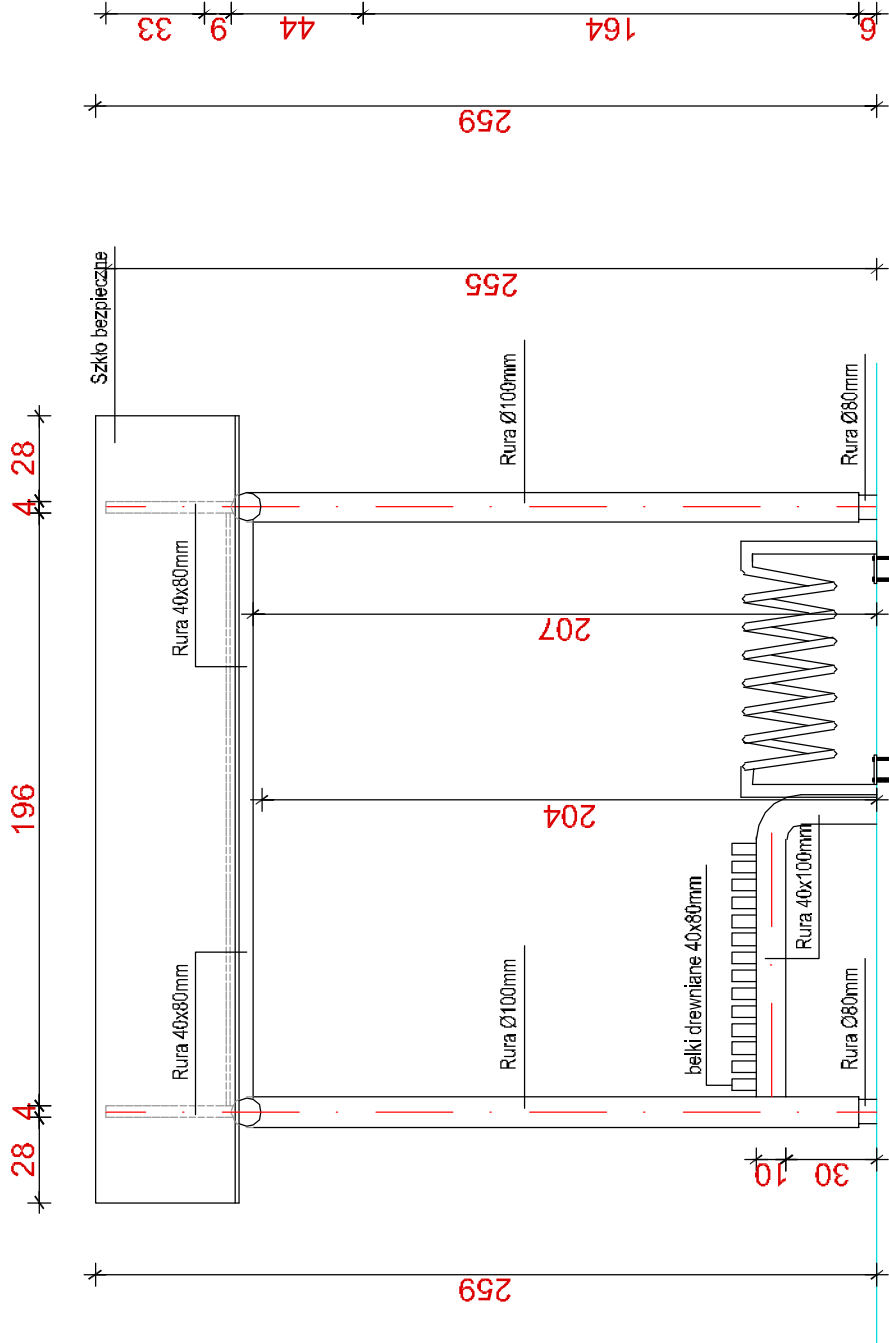 33
9
44
164
6
259
Szkło bezpieczne
255
28
4
196
4
28
Rura Ø100mm
Rura Ø80mm
Rura 40x80mm
207
204
Rura 40x80mm
Rura Ø100mm
belki drewniane 40x80mm
Rura 40x100mm
Rura Ø80mm
10
30
259